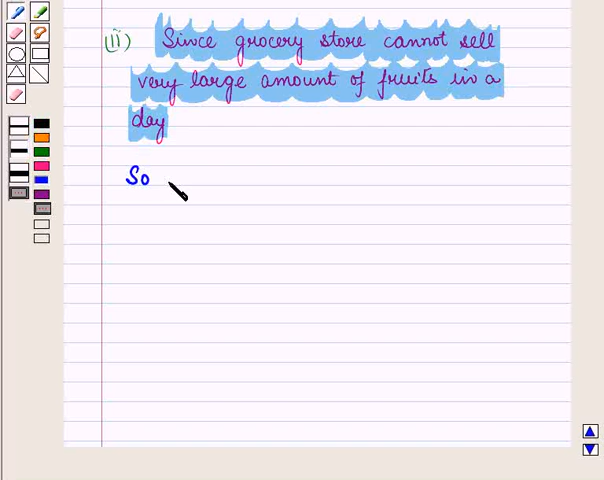 (ii) Since grocery store cannot sell
very large amount of fruits in a
day
So